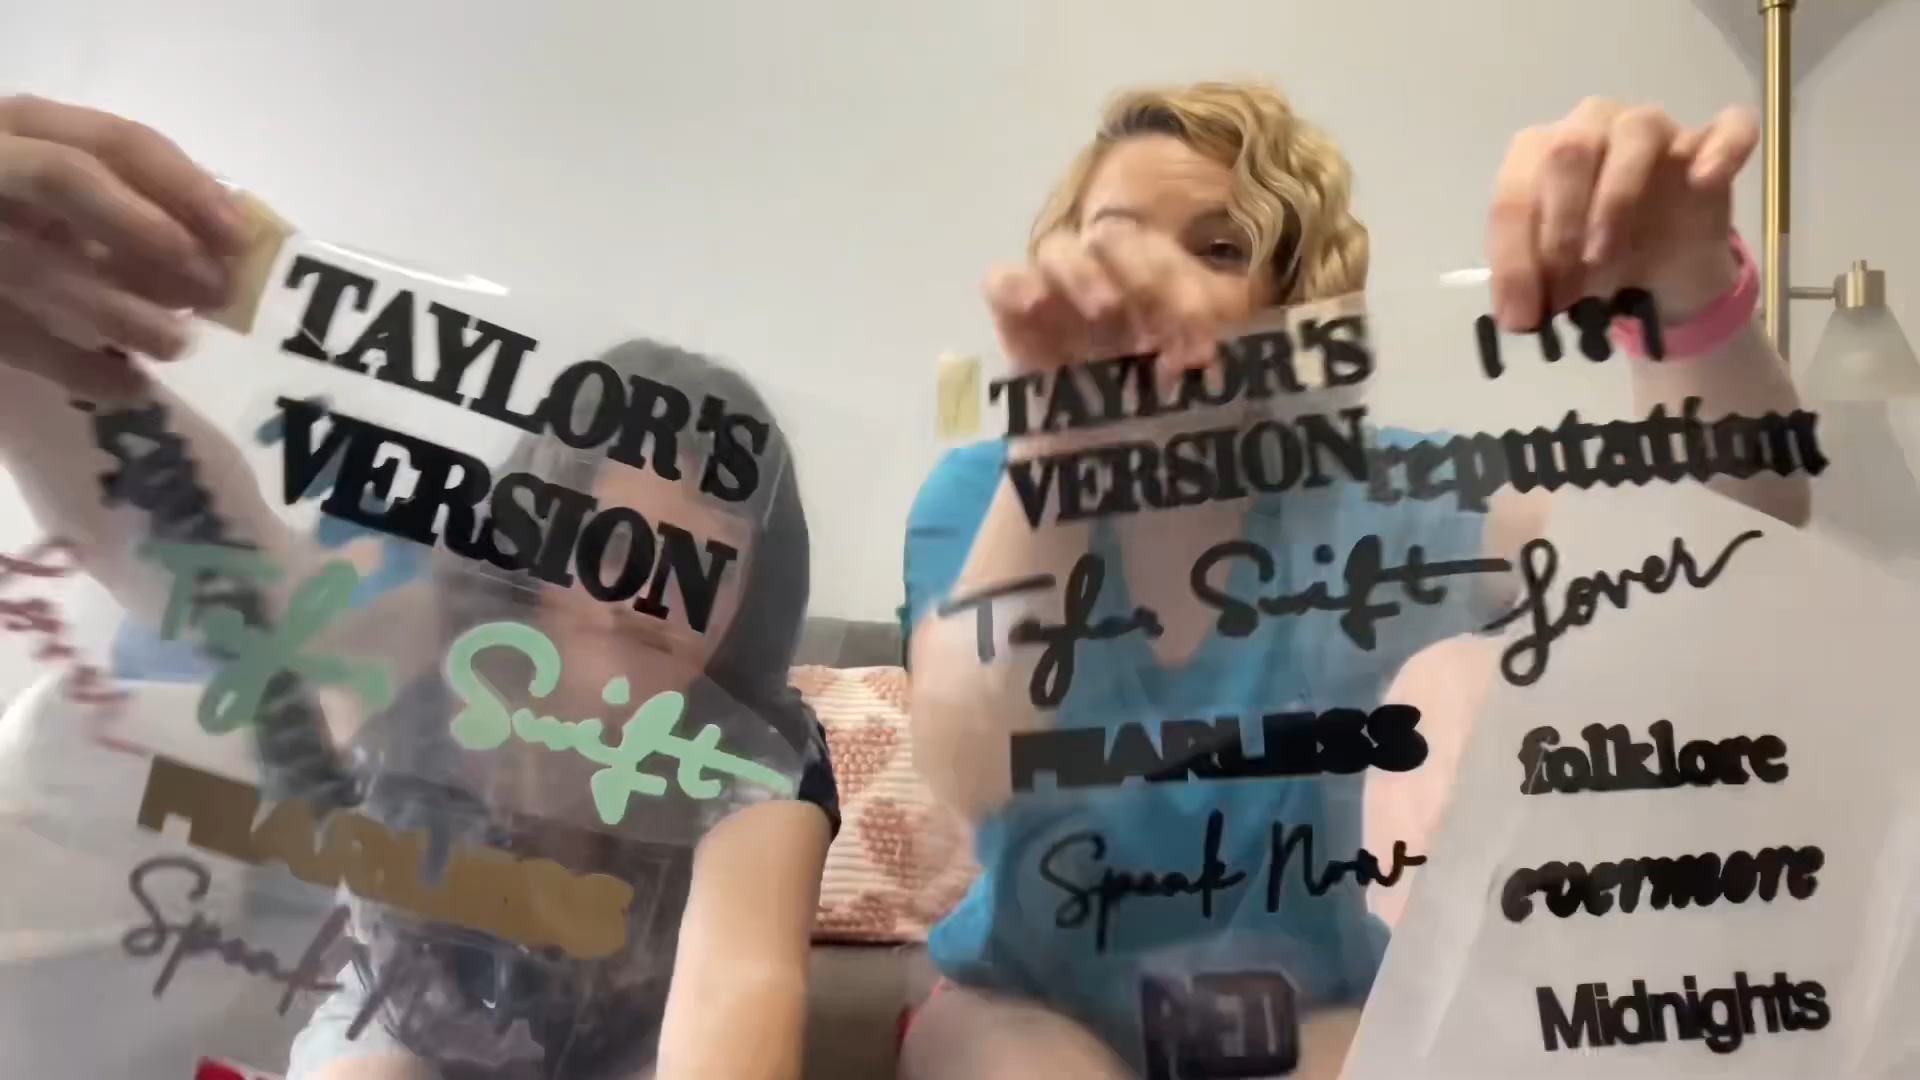 TAYLOR'S
VERSION
Taylor Swift
FEARLESS
Speak
TAYLOR'S
VERSION
Taylor Swift
FEARLESS
Speak Now
RED
1989
reputation
Lover
folklore
evermore
Midnights